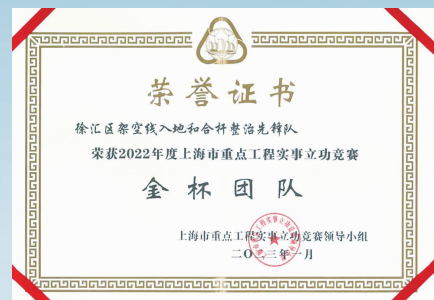 荣誉证书
徐汇区架空线入地和合杆整治先锋队
荣获2022年度上海市重点工程实事立功竞赛
金杯团队
上海市重点工程实事立功竞赛领导小组
二〇二三年一月